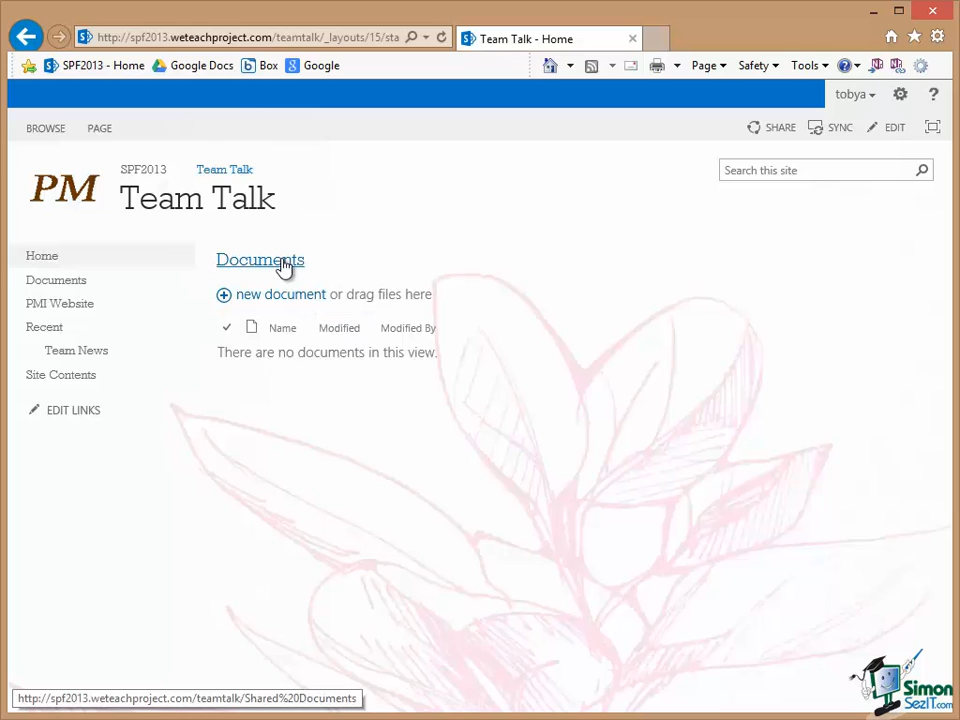 http://spf2013.weteachproject.com/teamtalk/_layouts/15/sta
Team Talk - Home
SPF2013 - Home
Google Docs
Box
Google
Page
Safety
Tools
tobya
BROWSE
PAGE
SHARE
SYNC
EDIT
PM
SPF2013
Team Talk
Team Talk
Search this site
Home
Documents
PMI Website
Recent
Team News
Site Contents
EDIT LINKS
Documents
new document or drag files here
Name
Modified
Modified By
There are no documents in this view.
http://spf2013.weteachproject.com/teamtalk/Shared%20Documents
Simon
SezIT.com